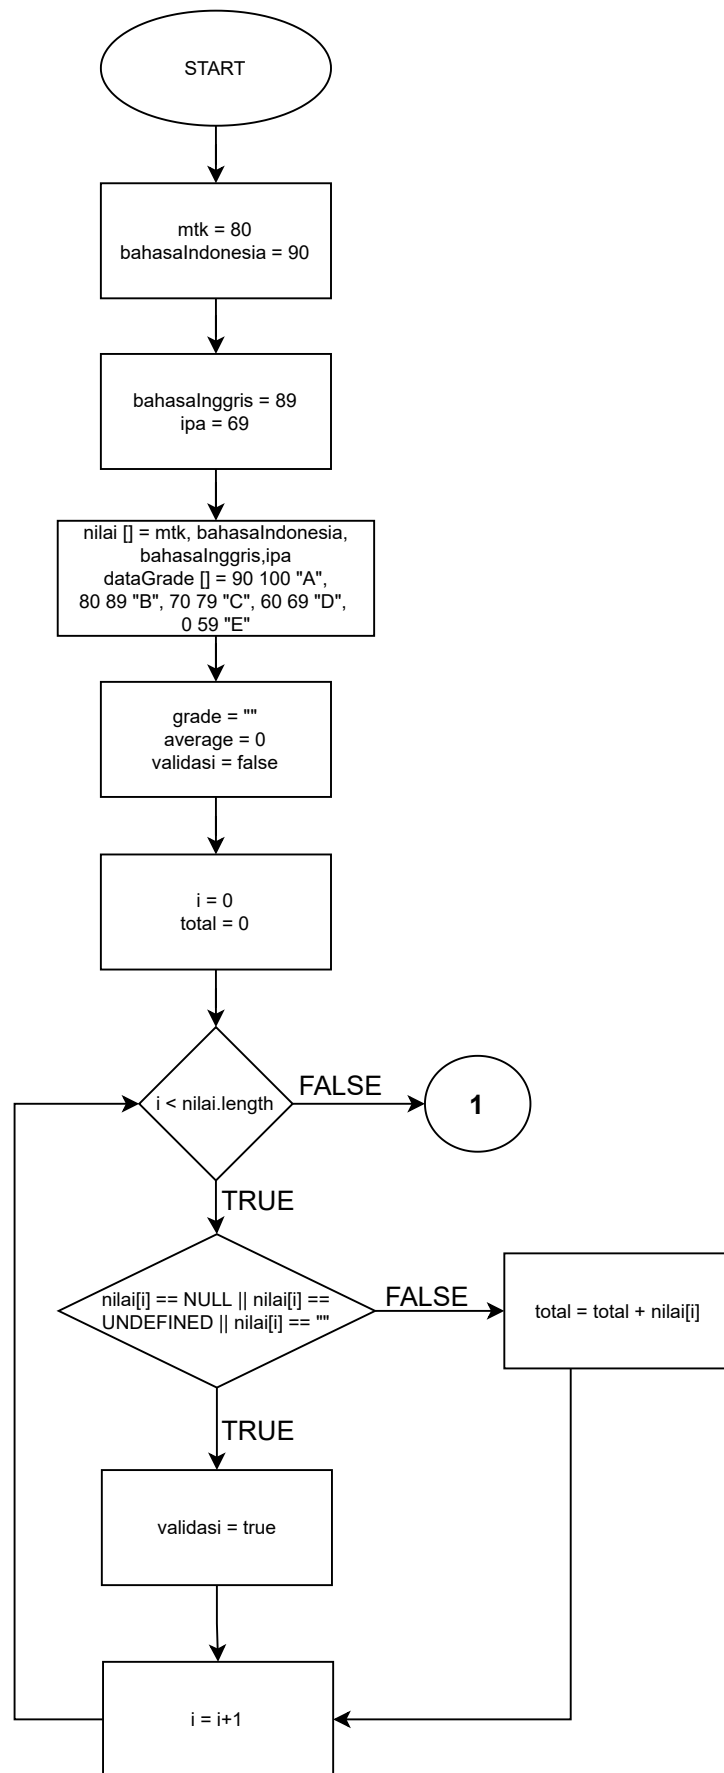 START
mtk = 80
bahasaIndonesia = 90
bahasaInggris = 89
ipa = 69
nilai [] = mtk, bahasaIndonesia,
bahasaInggris,ipa
dataGrade [] = 90 100 "A",
80 89 "B", 70 79 "C", 60 69 "D",
0 59 "E"
grade = ""
average = 0
validasi = false
i = 0
total = 0
i < nilai.length
FALSE
1
TRUE
nilai[i] == NULL || nilai[i] ==
UNDEFINED || nilai[i] == ""
FALSE
total = total + nilai[i]
TRUE
validasi = true
i = i+1